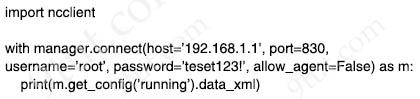 import ncclient
with manager.connect(host='192.168.1.1', port=830,
username='root', password='teset123!', allow_agent=False) as m:
print(m.get_config('running').data_xml)